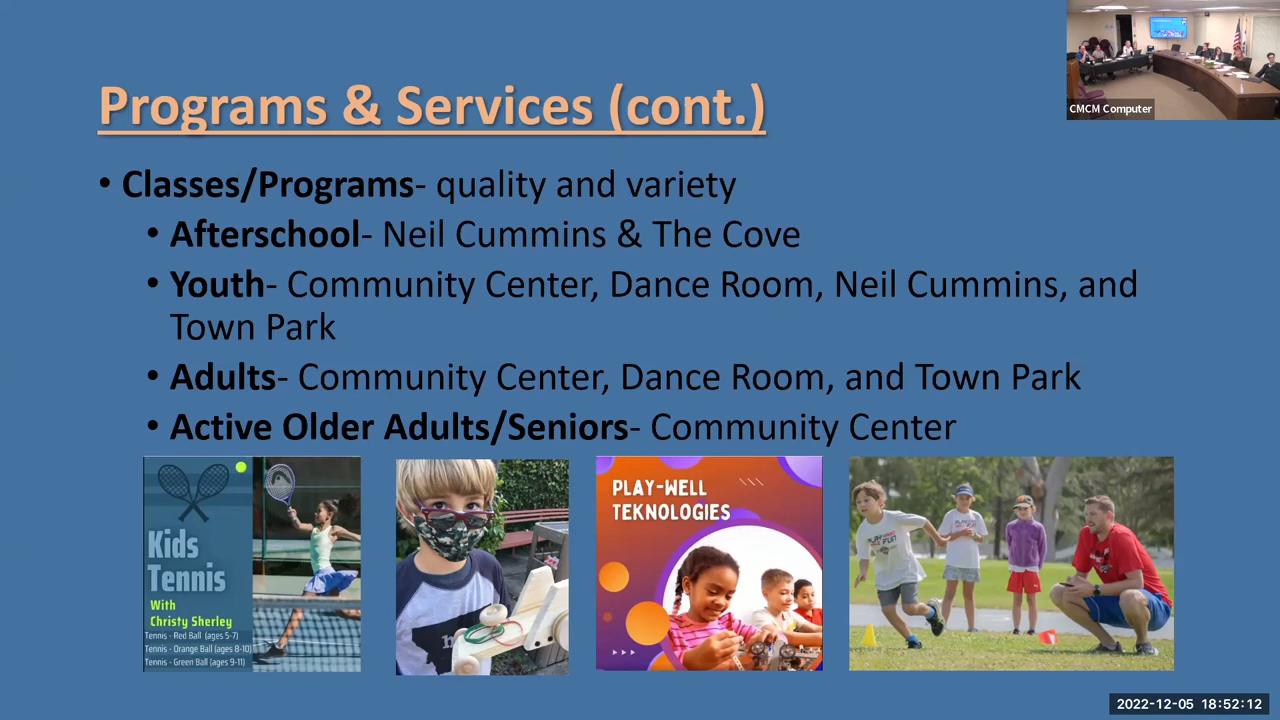 CMCM Computer
Programs & Services (cont.)
• Classes/Programs- quality and variety
• Afterschool- Neil Cummins & The Cove
• Youth- Community Center, Dance Room, Neil Cummins, and
Town Park
• Adults- Community Center, Dance Room, and Town Park
• Active Older Adults/Seniors- Community Center
Kids
Tennis
With
Christy Sherley
Tennis - Red Ball (ages 5-7)
Tennis - Orange Ball (ages 8-10)
Tennis - Green Ball (ages 9-11)
PLAY-WELL
TEKNOLOGIES
2022-12-05 18:52:12